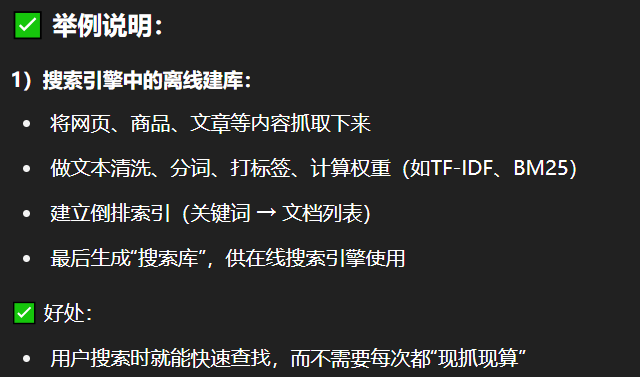 ✅ 举例说明：
1）搜索引擎中的离线建库：
• 将网页、商品、文章等内容抓取下来
• 做文本清洗、分词、打标签、计算权重（如TF-IDF、BM25）
• 建立倒排索引（关键词 → 文档列表）
• 最后生成“搜索库”，供在线搜索引擎使用
✅ 好处：
• 用户搜索时就能快速查找，而不需要每次都“现抓现算”